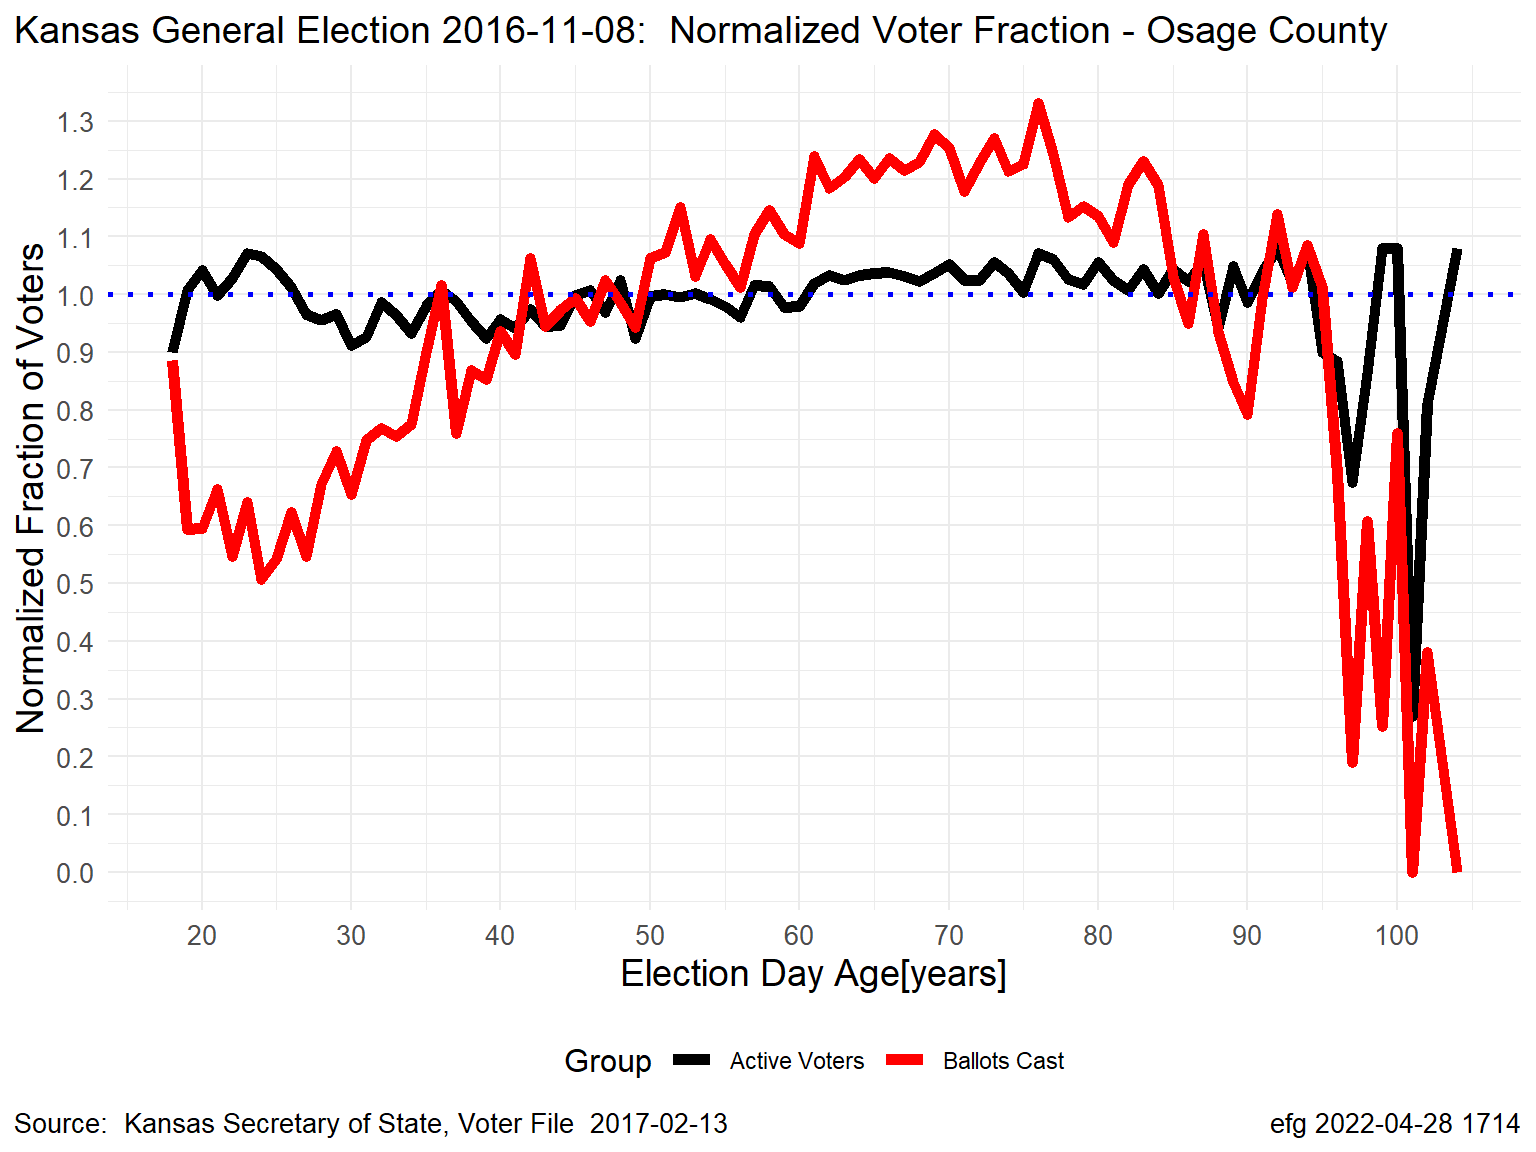 Kansas General Election 2016-11-08:  Normalized Voter Fraction - Osage County
Normalized Fraction of Voters
1.3
1.2
1.1
1.0
0.9
0.8
0.7
0.6
0.5
0.4
0.3
0.2
0.1
0.0
20 30 40 50 60 70 80 90 100
Election Day Age[years]
Group Active Voters Ballots Cast
Source:  Kansas Secretary of State, Voter File  2017-02-13
efg 2022-04-28 1714